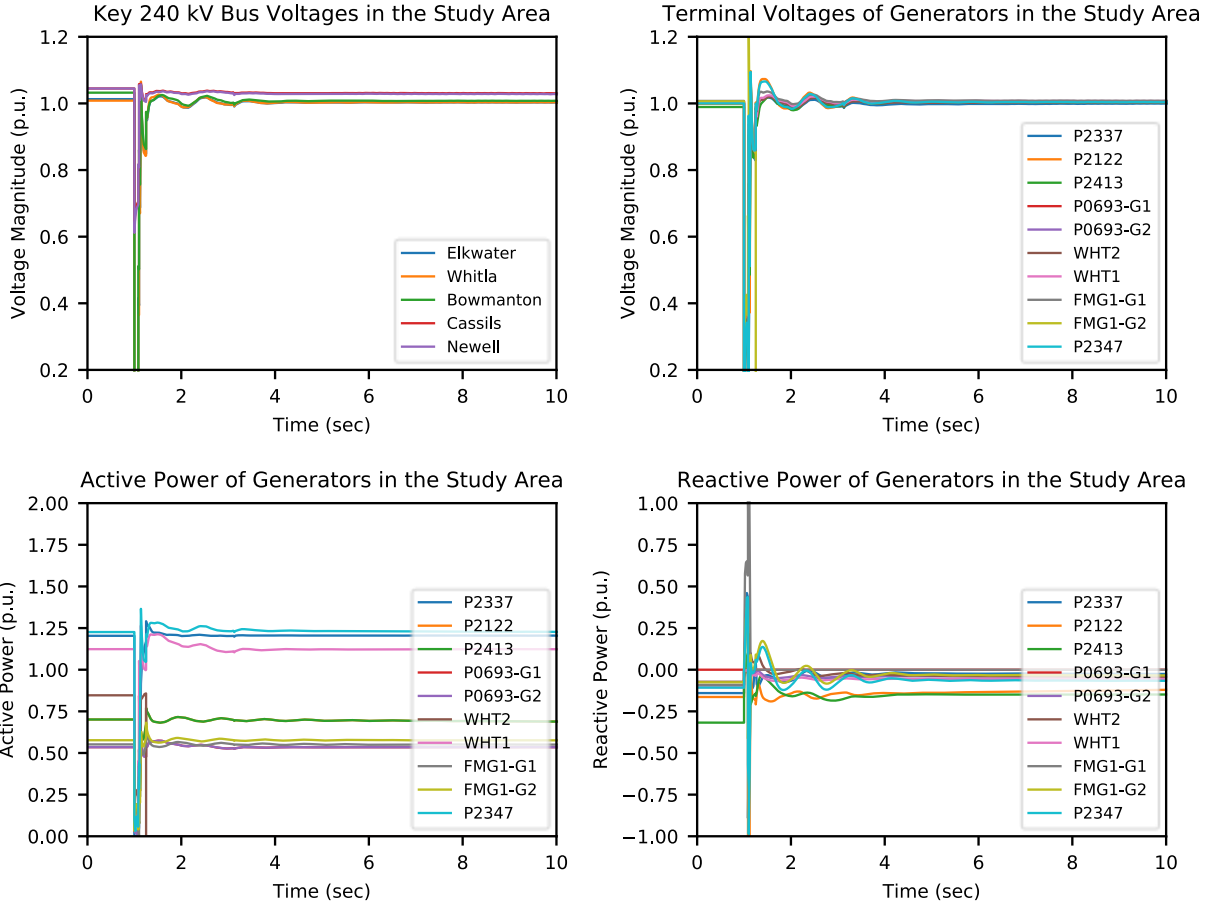 Key 240 kV Bus Voltages in the Study Area
1.2
1.0
0.8
0.6
0.4
0.2
Voltage Magnitude (p.u.)
Elkwater
Whitla
Bowmanton
Cassils
Newell
0
2
4
6
8
10
Time (sec)
Terminal Voltages of Generators in the Study Area
1.2
1.0
0.8
0.6
0.4
0.2
Voltage Magnitude (p.u.)
P2337
P2122
P2413
P0693-G1
P0693-G2
WHT2
WHT1
FMG1-G1
FMG1-G2
P2347
0
2
4
6
8
10
Time (sec)
Active Power of Generators in the Study Area
2.00
1.75
1.50
1.25
1.00
0.75
0.50
0.25
0.00
Active Power (p.u.)
P2337
P2122
P2413
P0693-G1
P0693-G2
WHT2
WHT1
FMG1-G1
FMG1-G2
P2347
0
2
4
6
8
10
Time (sec)
Reactive Power of Generators in the Study Area
1.00
0.75
0.50
0.25
0.00
−0.25
−0.50
−0.75
−1.00
Reactive Power (p.u.)
P2337
P2122
P2413
P0693-G1
P0693-G2
WHT2
WHT1
FMG1-G1
FMG1-G2
P2347
0
2
4
6
8
10
Time (sec)